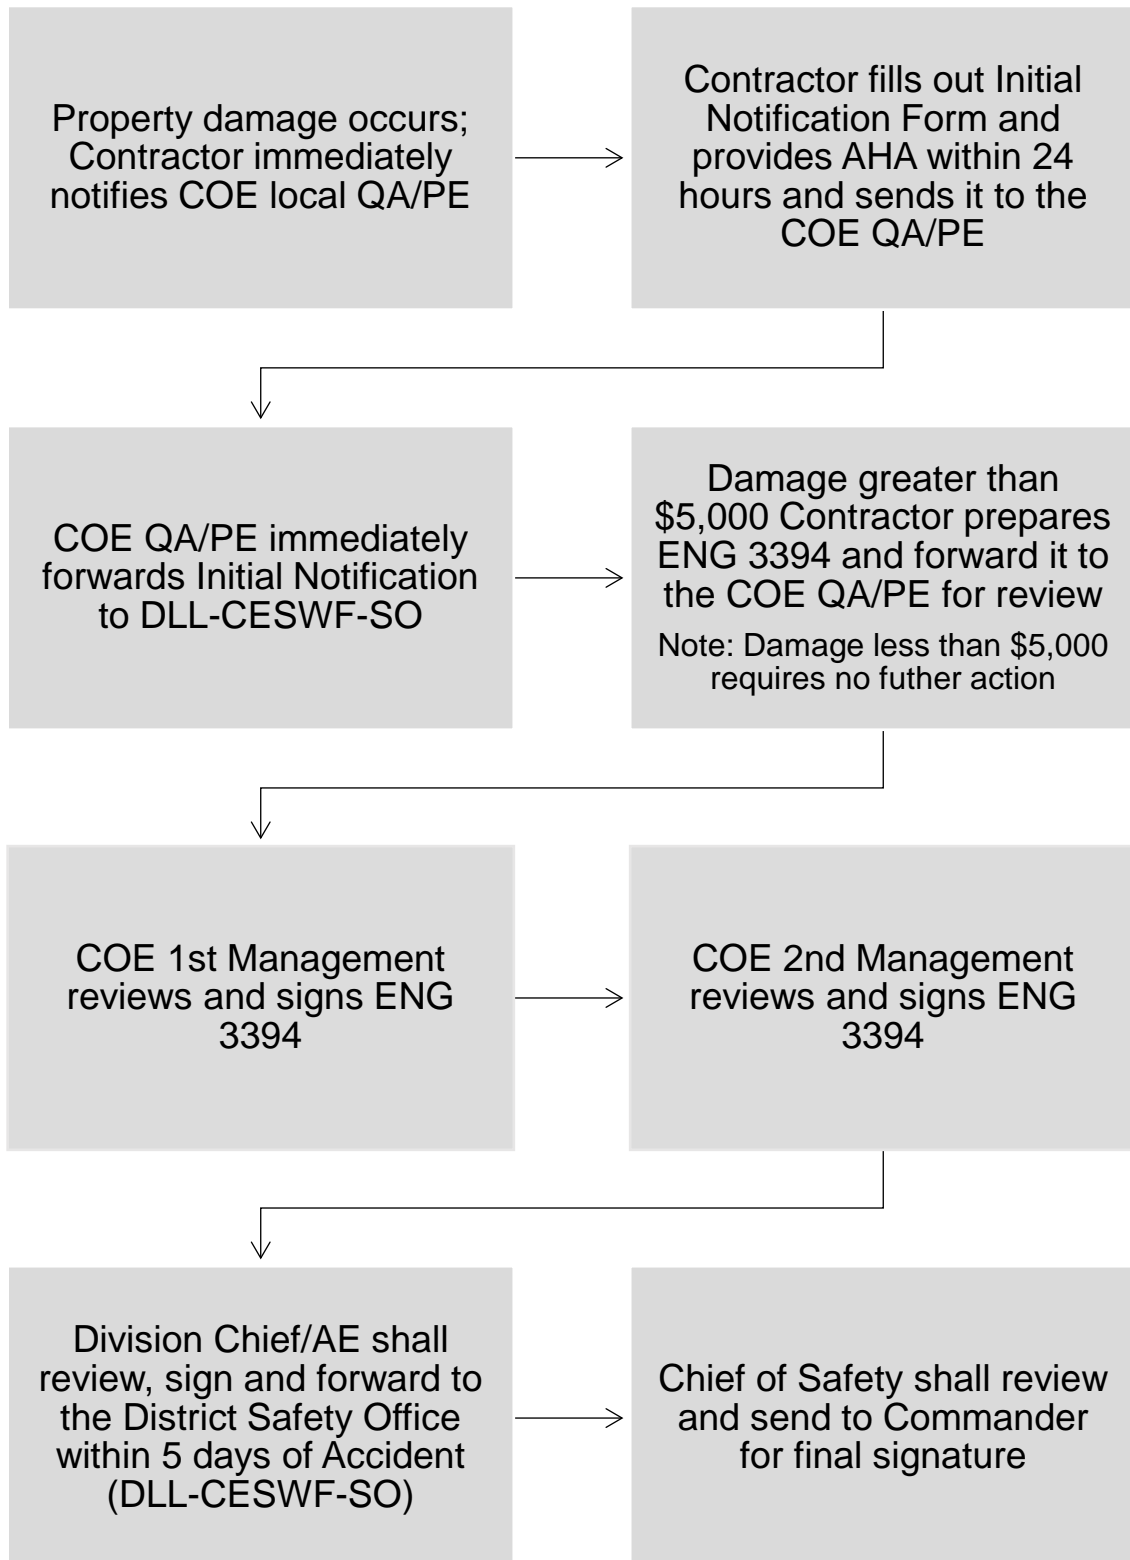 Property damage occurs;
Contractor immediately
notifies COE local QA/PE
Contractor fills out Initial
Notification Form and
provides AHA within 24
hours and sends it to the
COE QA/PE
COE QA/PE immediately
forwards Initial Notification
to DLL-CESWF-SO
Damage greater than
$5,000 Contractor prepares
ENG 3394 and forward it to
the COE QA/PE for review
Note: Damage less than $5,000
requires no futher action
COE 1st Management
reviews and signs ENG
3394
COE 2nd Management
reviews and signs ENG
3394
Division Chief/AE shall
review, sign and forward to
the District Safety Office
within 5 days of Accident
(DLL-CESWF-SO)
Chief of Safety shall review
and send to Commander
for final signature